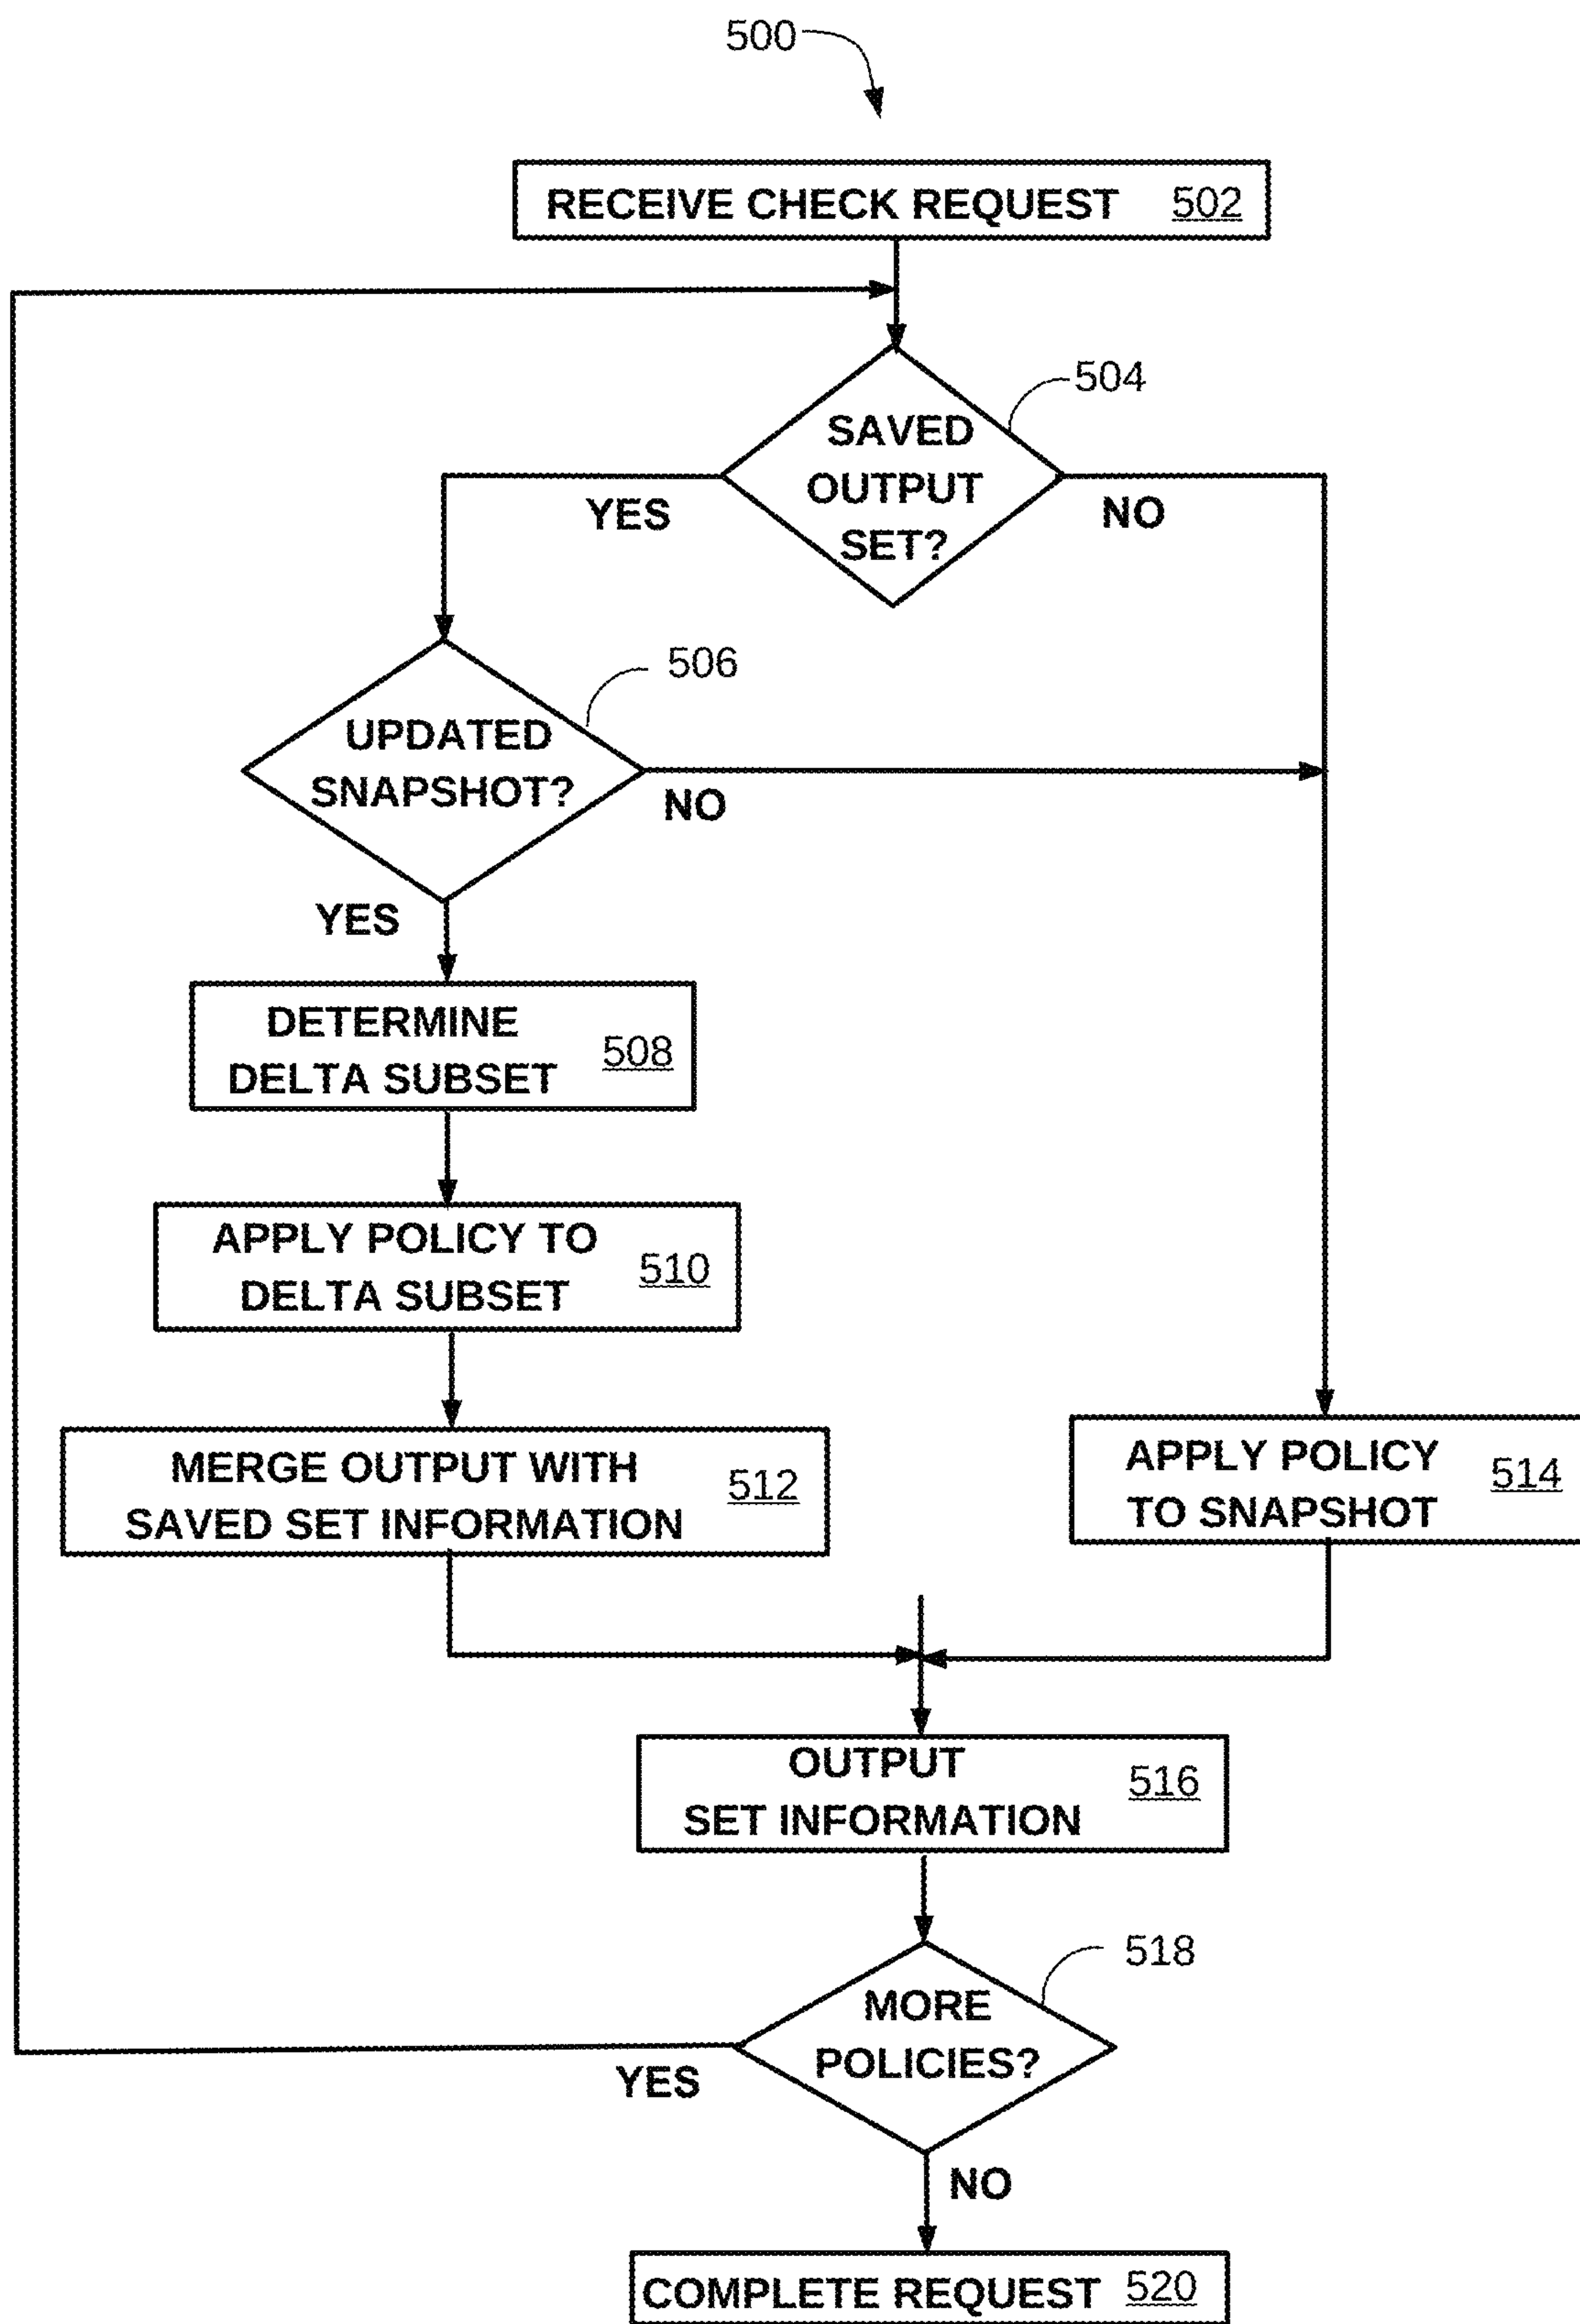 500
RECEIVE CHECK REQUEST 502
504
SAVED
OUTPUT
SET?
YES
NO
506
UPDATED
SNAPSHOT?
NO
YES
DETERMINE
DELTA SUBSET
508
APPLY POLICY TO
DELTA SUBSET
510
MERGE OUTPUT WITH
SAVED SET INFORMATION
512
APPLY POLICY
TO SNAPSHOT
514
OUTPUT
SET INFORMATION
516
518
MORE
POLICIES?
YES
NO
COMPLETE REQUEST 520